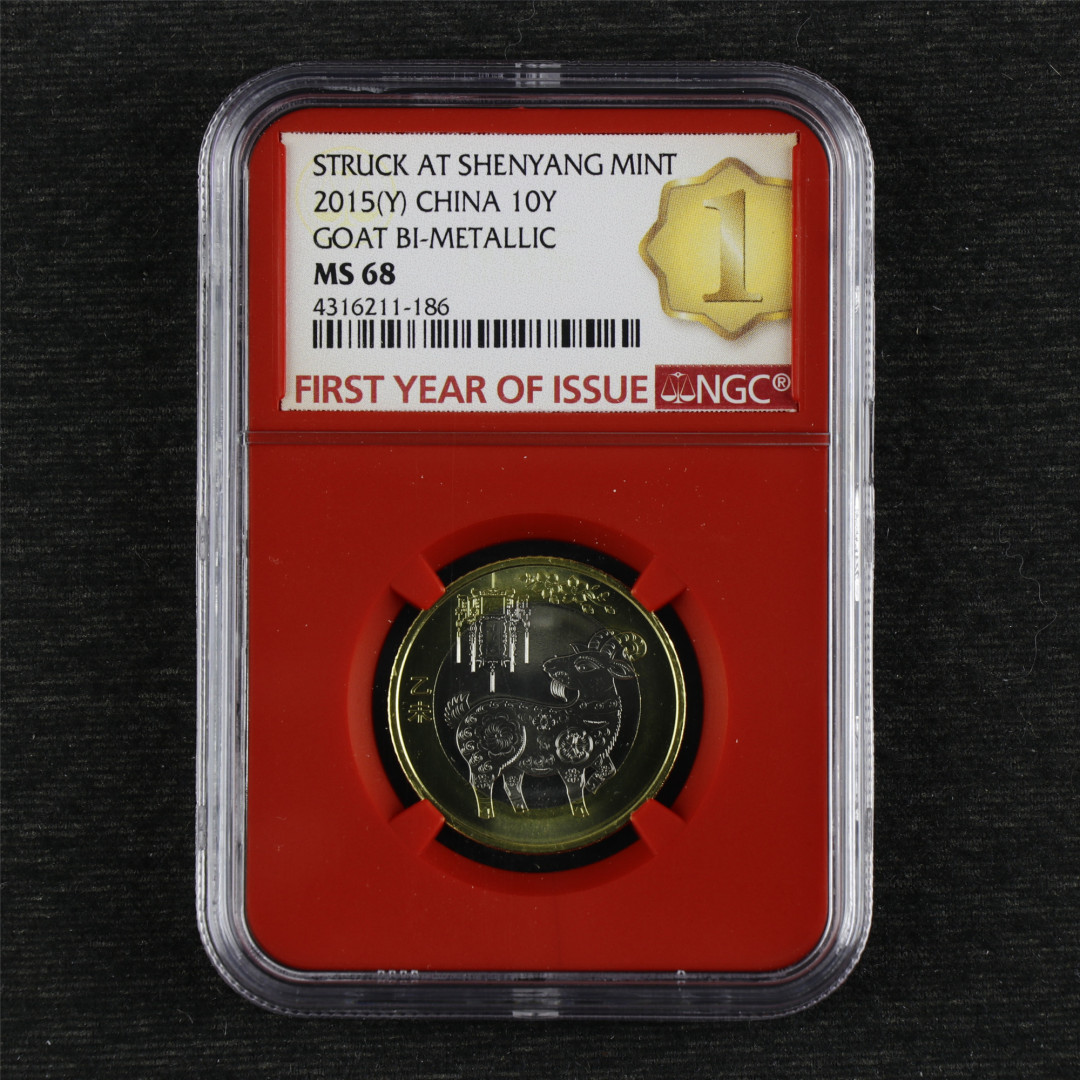 STRUCK AT SHENYANG MINT
2015(Y) CHINA 10Y
GOAT BI-METALLIC
MS 68
4316211-186
1
FIRST YEAR OF ISSUE NGC®
乙